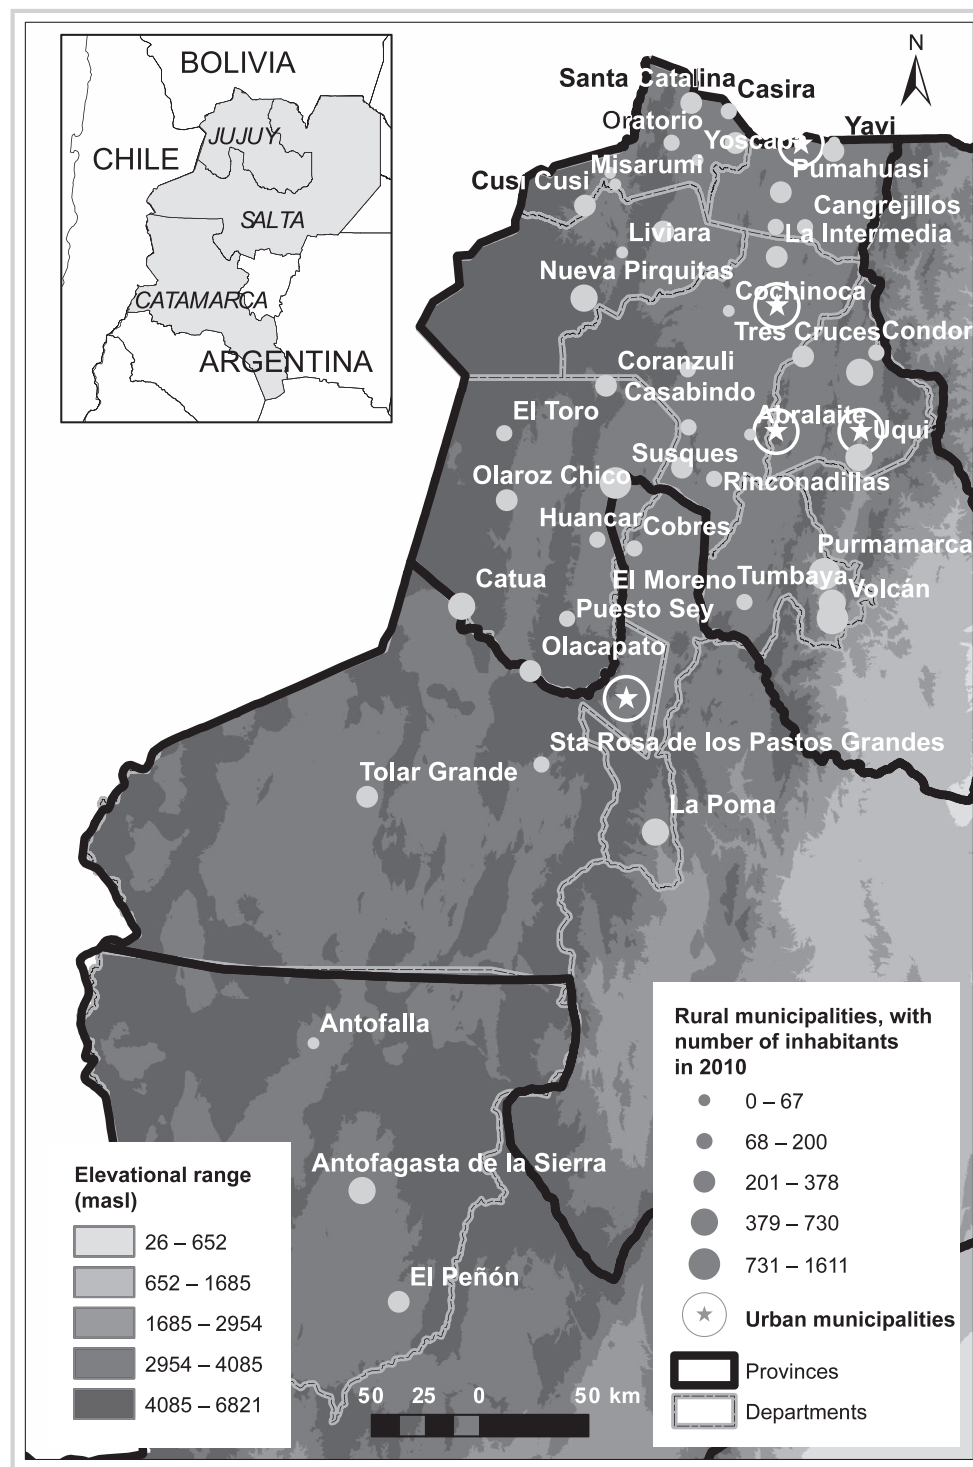 BOLIVIA
JUJUY
CHILE
SALTA
CATAMARCA
ARGENTINA
N
Santa Catalina
Casira
Oratorio
Yavi
Misarumi
Pumahuasi
Cusi Cusi
Cangrejillos
Liviara
La Intermedia
Nueva Pirquitas
Cochinoca
Tres Cruces
Condor
Coranzuli
Casabindo
El Toro
Abralaite
Uqui
Susques
Olaroz Chico
Rinconadillas
Huancar
Cobres
Purmamarca
El Moreno
Tumbaya
Volcán
Catua
Puesto Sey
Olacapato
Sta Rosa de los Pastos Grandes
Tolar Grande
La Poma
Antofalla
Antofagasta de la Sierra
El Peñón
Elevational range
(masl)
26 – 652
652 – 1685
1685 – 2954
2954 – 4085
4085 – 6821
50 25 0 50 km
Rural municipalities, with
number of inhabitants
in 2010
0 – 67
68 – 200
201 – 378
379 – 730
731 – 1611
Urban municipalities
Provinces
Departments